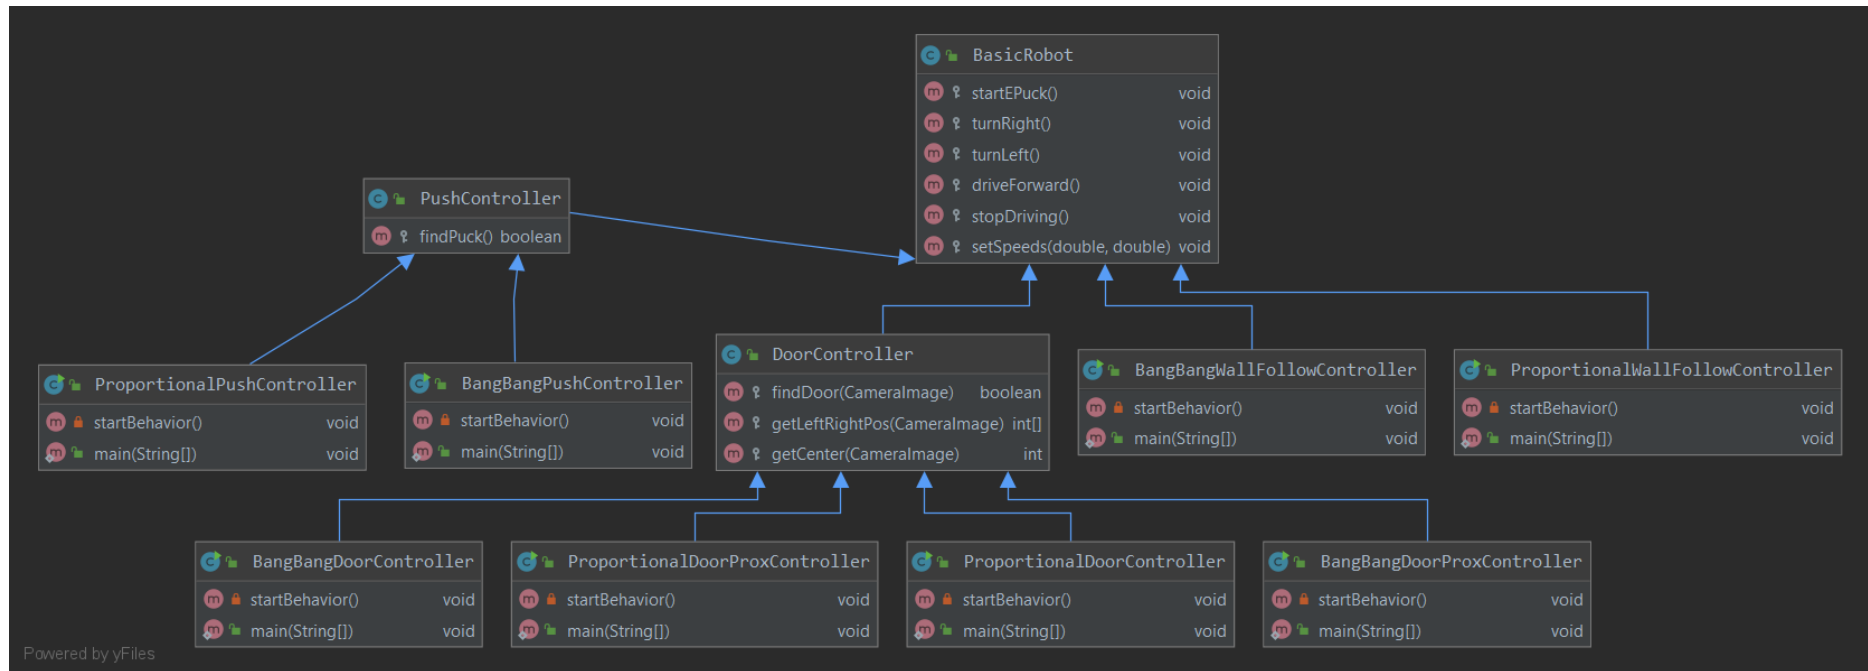 BasicRobot
startEPuck() void
turnRight() void
turnLeft() void
driveForward() void
stopDriving() void
setSpeeds(double, double) void
PushController
findPuck() boolean
ProportionalPushController
startBehavior() void
main(String[]) void
BangBangPushController
startBehavior() void
main(String[]) void
DoorController
findDoor(CameraImage) boolean
getLeftRightPos(CameraImage) int[]
getCenter(CameraImage) int
BangBangWallFollowController
startBehavior() void
main(String[]) void
ProportionalWallFollowController
startBehavior() void
main(String[]) void
BangBangDoorController
startBehavior() void
main(String[]) void
ProportionalDoorProxController
startBehavior() void
main(String[]) void
ProportionalDoorController
startBehavior() void
main(String[]) void
BangBangDoorProxController
startBehavior() void
main(String[]) void
Powered by yFiles